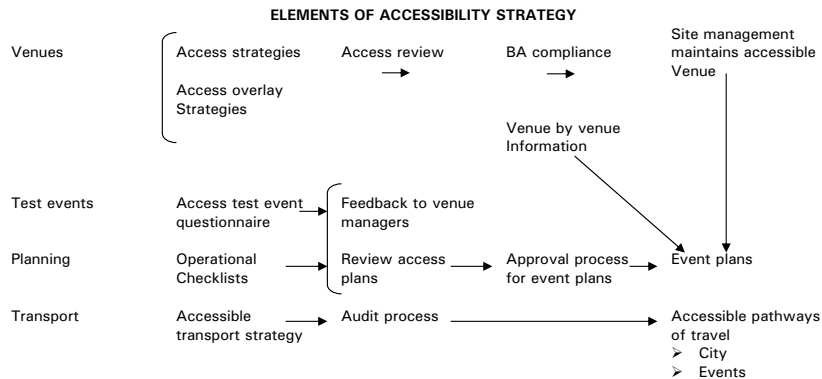 ELEMENTS OF ACCESSIBILITY STRATEGY
Venues
Access strategies
Access overlay
Strategies
Access review
BA compliance
Site management
maintains accessible
Venue
Venue by venue
Information
Test events
Access test event
questionnaire
Feedback to venue
managers
Planning
Operational
Checklists
Review access
plans
Approval process
for event plans
Event plans
Transport
Accessible
transport strategy
Audit process
Accessible pathways
of travel
➢ City
➢ Events